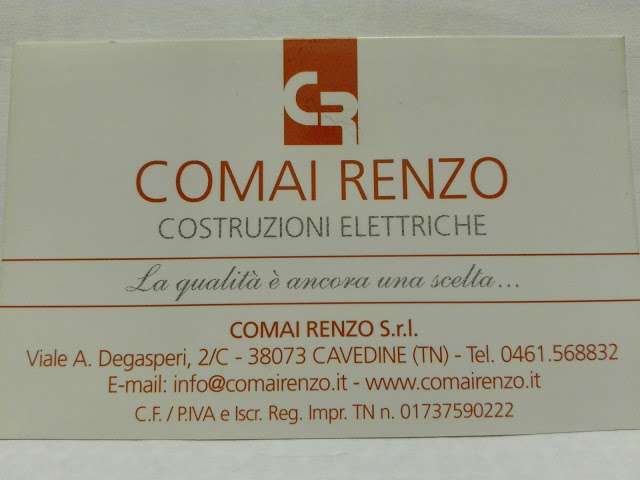 CR
COMAI RENZO
COSTRUZIONI ELETTRICHE
La qualità è ancora una scelta...
COMAI RENZO S.r.l.
Viale A. Degasperi, 2/C - 38073 CAVEDINE (TN) - Tel. 0461.568832
E-mail: info@comairenzo.it - www.comairenzo.it
C.F. / P.IVA e Iscr. Reg. Impr. TN n. 01737590222